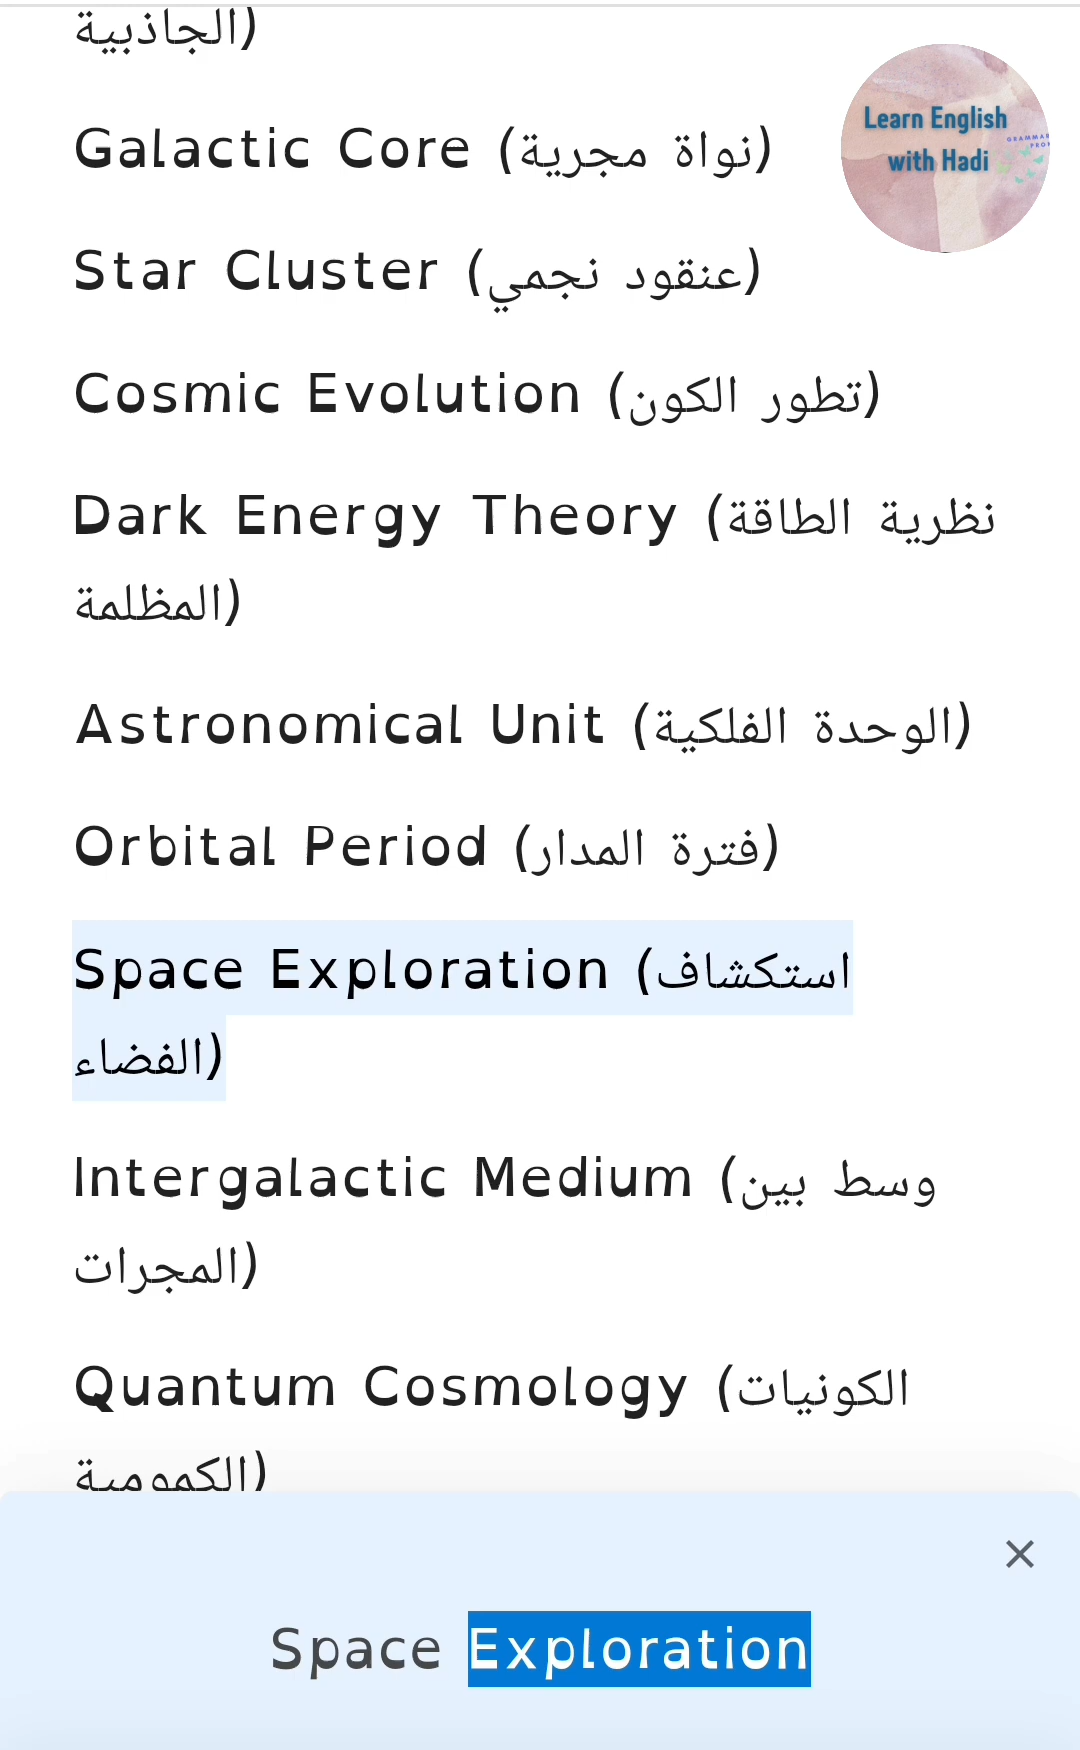 الجاذبية)
Learn English
with Hadi
GRAMMAR
Galactic Core (نواة مجرية)
Star Cluster (عنقود نجمي)
Cosmic Evolution (تطور الكون)
Dark Energy Theory (نظرية الطاقة
المظلمة)
Astronomical Unit (الوحدة الفلكية)
Orbital Period (فترة المدار)
Space Exploration (استكشاف
الفضاء)
Intergalactic Medium (وسط بين
المجرات)
Quantum Cosmology (الكونيات
الكمومية)
Space Exploration